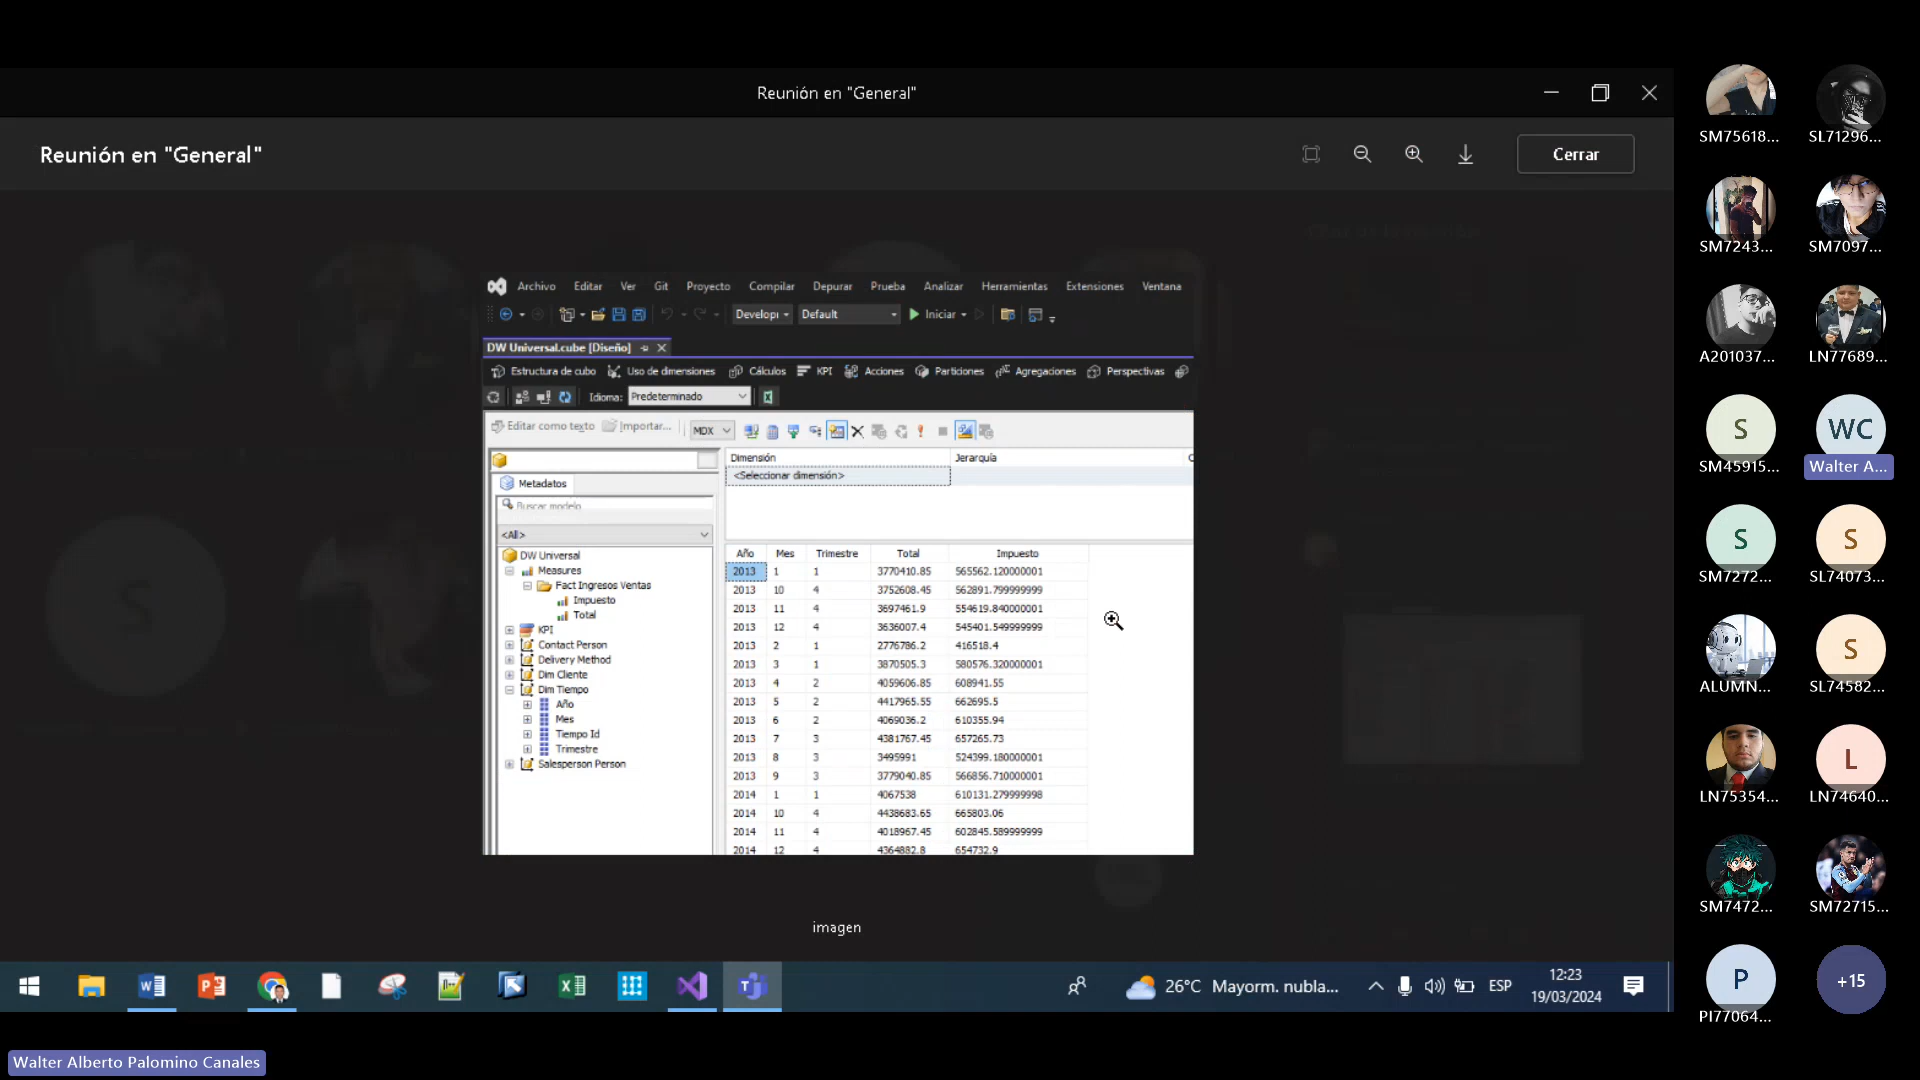 Reunión en "General"
Reunión en "General"
Cerrar
Archivo Editar Ver Git Proyecto Compilar Depurar Prueba Analizar Herramientas Extensiones Ventana
Developi Default Iniciar
DW Universal.cube [Diseño]
Estructura de cubo Uso de dimensiones Cálculos KPI Acciones Particiones Agregaciones Perspectivas
Idioma: Predeterminado
Editar como texto Importar... MDX
Dimensión Jerarquía
<Seleccionar dimensión>
Metadatos
Buscar modelo
<All>
DW Universal
Measures
Fact Ingresos Ventas
Impuesto
Total
KPI
Contact Person
Delivery Method
Dim Cliente
Dim Tiempo
Año
Mes
Tiempo Id
Trimestre
Salesperson Person
Año Mes Trimestre Total Impuesto
2013 1 1 3770410.85 565562.120000001
2013 10 4 3752608.45 562891.799999999
2013 11 4 3697461.9 554619.840000001
2013 12 4 3636007.4 545401.549999999
2013 2 1 2776786.2 416518.4
2013 3 1 3870505.3 580576.320000001
2013 4 2 4059606.85 608941.55
2013 5 2 4417965.55 662695.5
2013 6 2 4069036.2 610355.94
2013 7 3 4381767.45 657265.73
2013 8 3 3495991 524399.180000001
2013 9 3 3779040.85 566856.710000001
2014 1 1 4067538 610131.279999998
2014 10 4 4438683.65 665803.06
2014 11 4 4018967.45 602845.589999999
2014 12 4 4364882.8 654732.9
imagen
26°C Mayorm. nubla...
ESP
12:23
19/03/2024
Walter Alberto Palomino Canales
SM75618... SL71296...
SM7243... SM7097...
A201037... LN77689...
S WC
SM45915... Walter A...
S S
SM7272... SL74073...
S
ALUMN... SL74582...
L
LN75354... LN74640...
SM7472... SM72715...
P +15
PI77064...